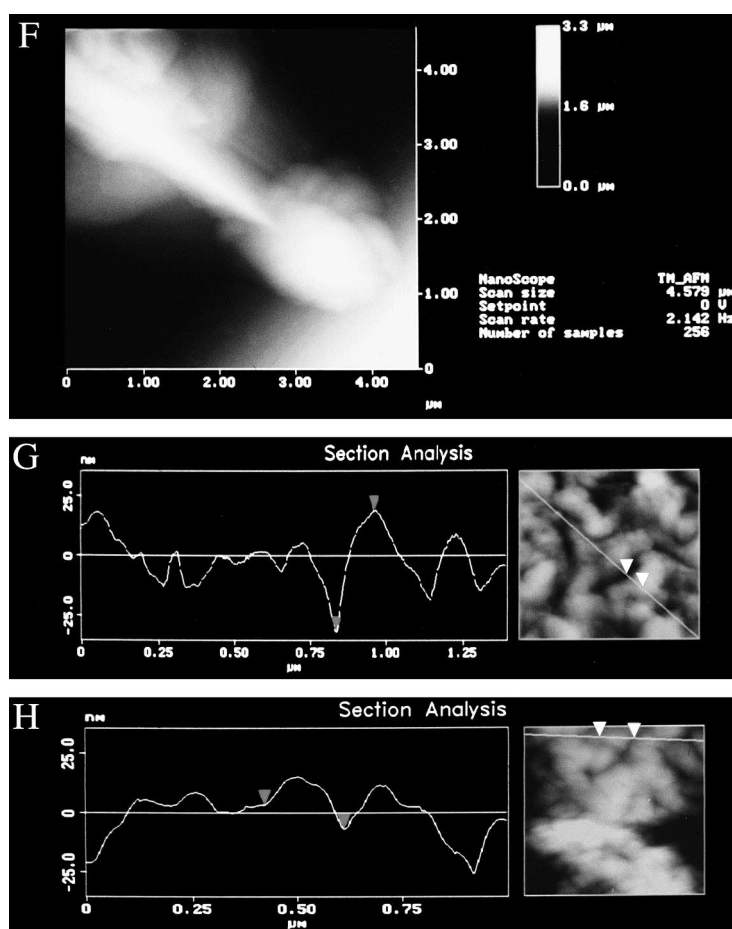 F
3.3 µm
1.6 µm
0.0 µm
4.00
3.00
2.00
1.00
0
0 1.00 2.00 3.00 4.00
µm
NanoScope TM_AFM
Scan size 4.579 µm
Setpoint 0 V
Scan rate 2.142 Hz
Number of samples 256
G
Section Analysis
nM
25.0
0
-25.0
0 0.25 0.50 0.75 1.00 1.25
µM
H
Section Analysis
nM
25.0
0
-25.0
0 0.25 0.50 0.75
µM